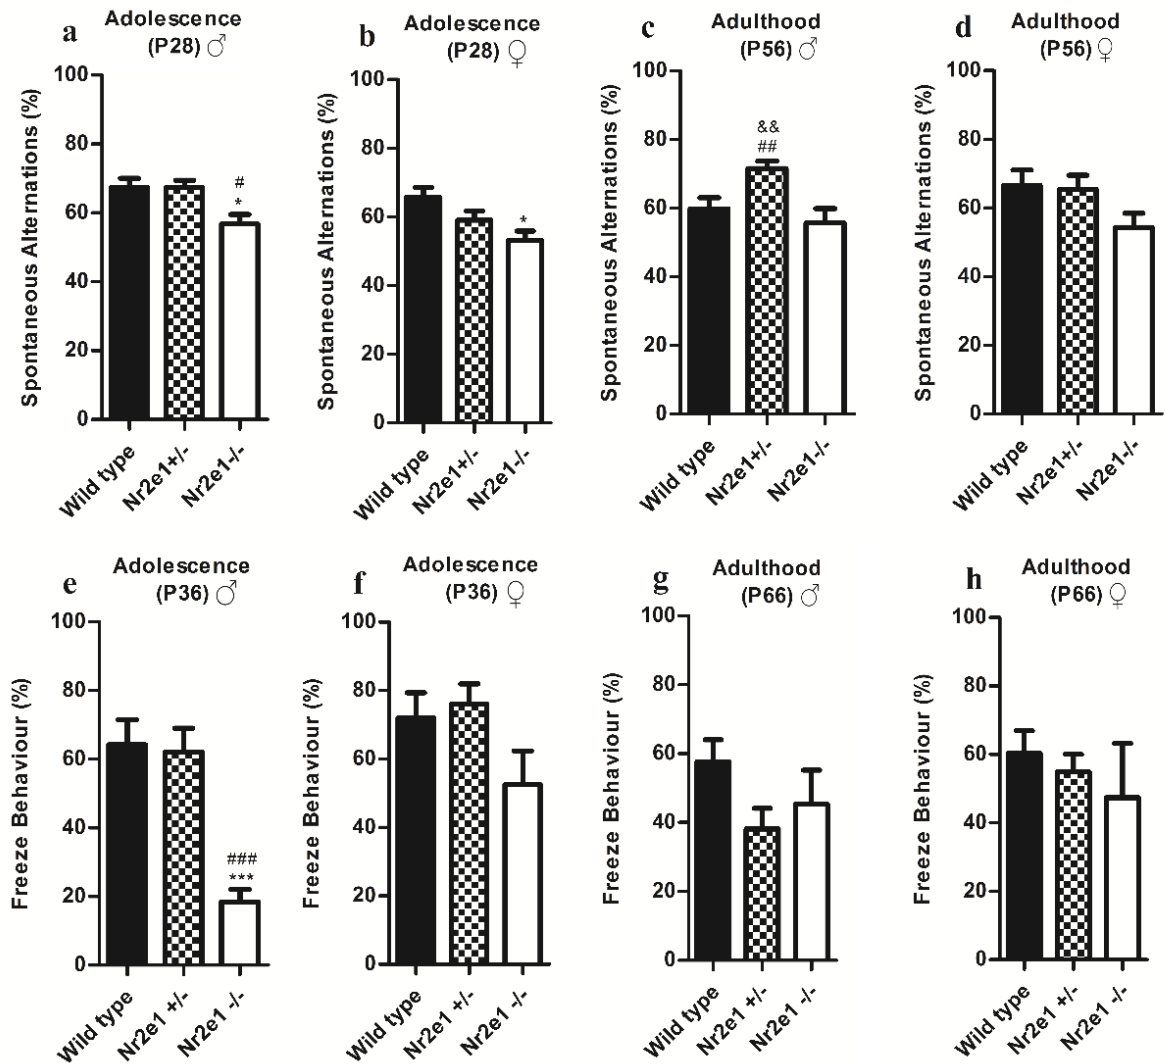 a
Adolescence
(P28) ♂
Spontaneous Alternations (%)
100
80
60
40
20
0
#
*
Wild type
Nr2e1+/-
Nr2e1-/-
b
Adolescence
(P28) ♀
Spontaneous Alternations (%)
100
80
60
40
20
0
*
Wild type
Nr2e1+/-
Nr2e1-/-
c
Adulthood
(P56) ♂
Spontaneous Alternations (%)
100
80
60
40
20
0
&&
##
Wild type
Nr2e1+/-
Nr2e1-/-
d
Adulthood
(P56) ♀
Spontaneous Alternations (%)
100
80
60
40
20
0
Wild type
Nr2e1+/-
Nr2e1-/-
e
Adolescence
(P36) ♂
Freeze Behaviour (%)
100
80
60
40
20
0
###
***
Wild type
Nr2e1 +/-
Nr2e1 -/-
f
Adolescence
(P36) ♀
Freeze Behaviour (%)
100
80
60
40
20
0
Wild type
Nr2e1 +/-
Nr2e1 -/-
g
Adulthood
(P66) ♂
Freeze Behaviour (%)
100
80
60
40
20
0
Wild type
Nr2e1 +/-
Nr2e1 -/-
h
Adulthood
(P66) ♀
Freeze Behaviour (%)
100
80
60
40
20
0
Wild type
Nr2e1 +/-
Nr2e1 -/-